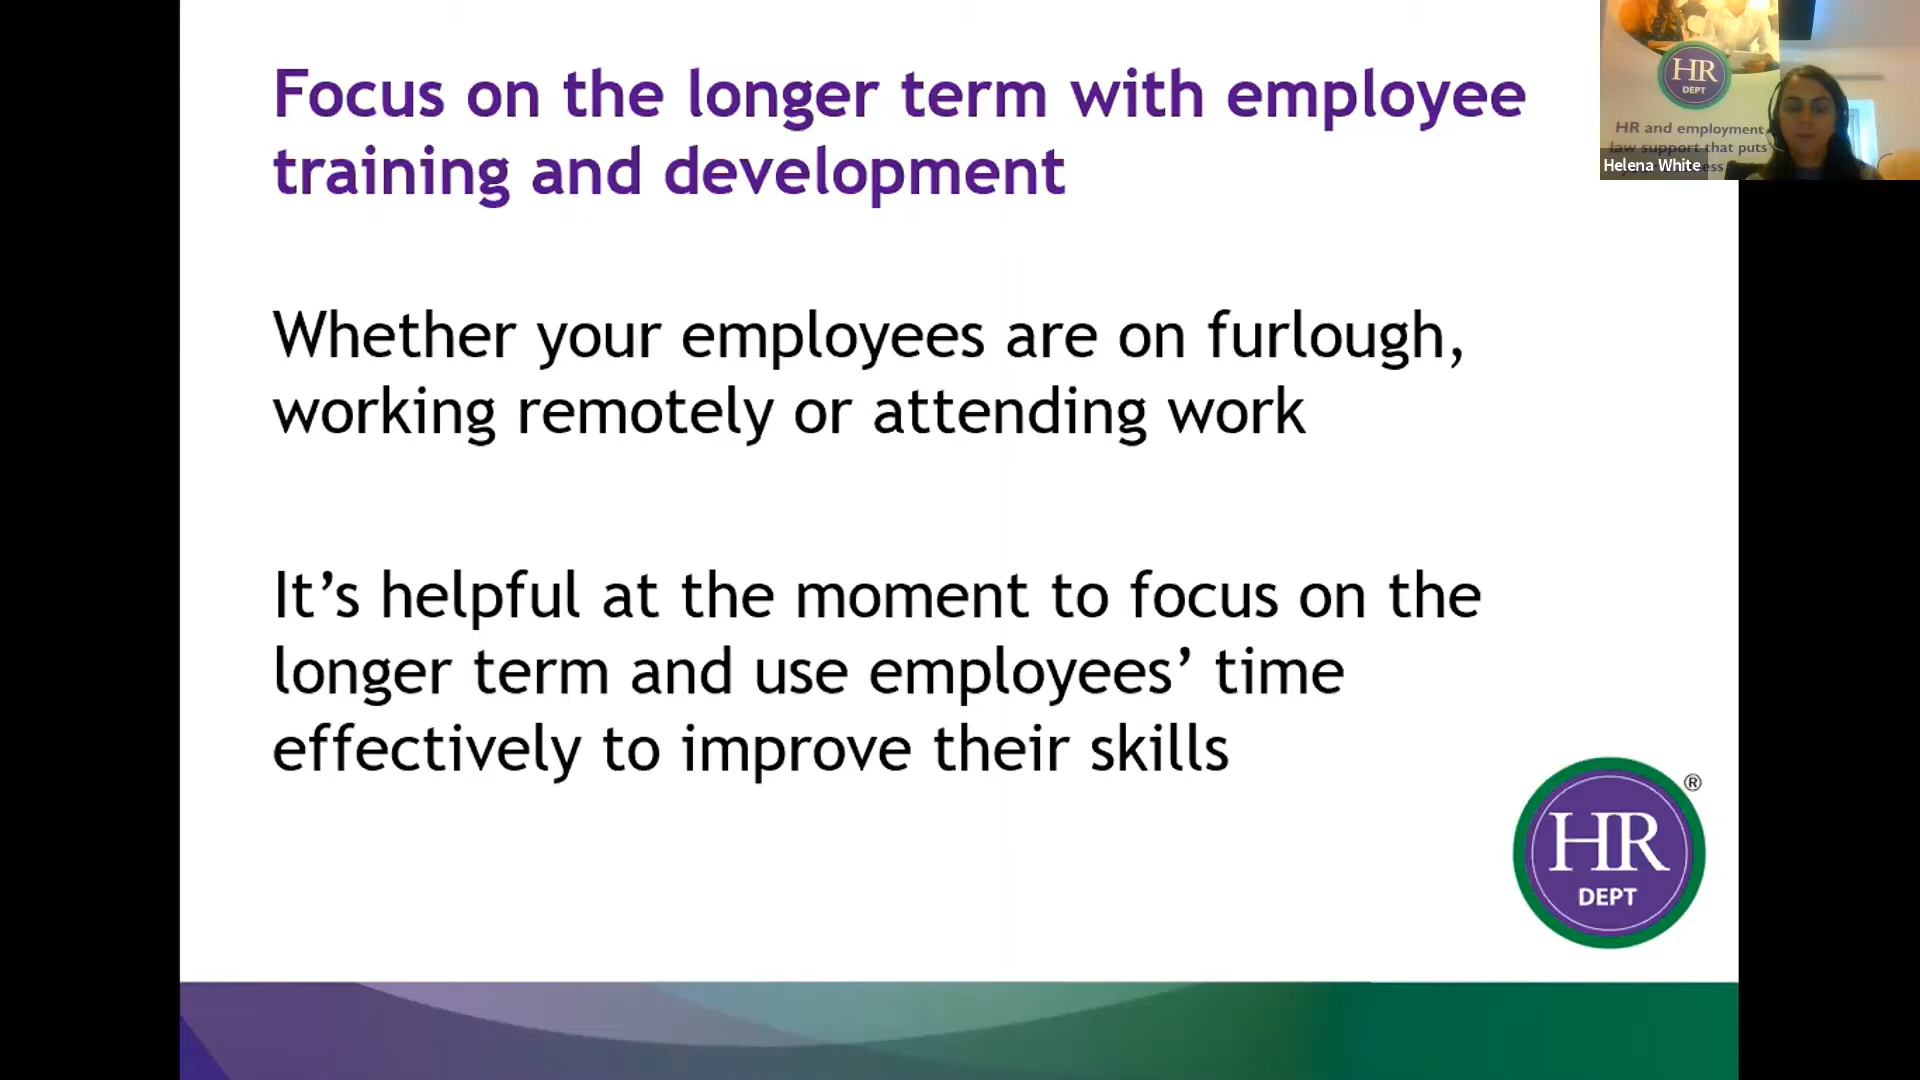 Focus on the longer term with employee
training and development
Whether your employees are on furlough,
working remotely or attending work
It’s helpful at the moment to focus on the
longer term and use employees’ time
effectively to improve their skills
HR
DEPT
®
HR
DEPT
HR and employment
law support that puts
Helena White